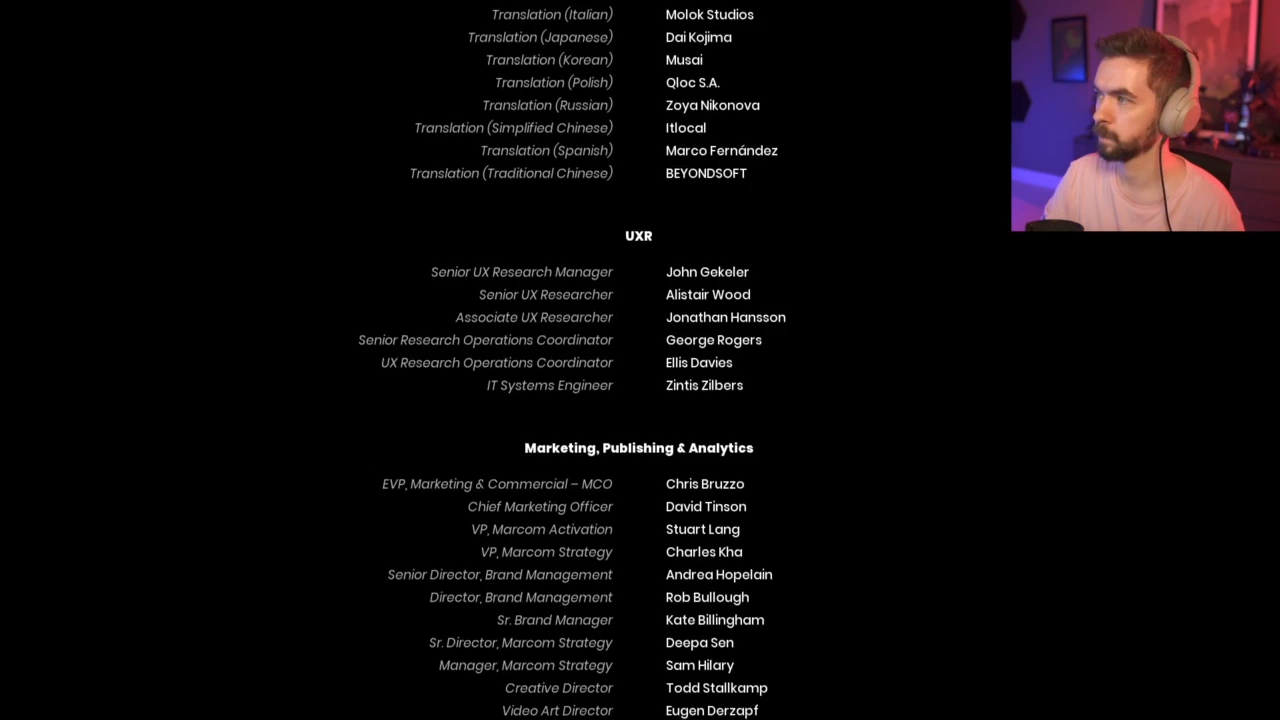 Translation (Italian) Molok Studios
Translation (Japanese) Dai Kojima
Translation (Korean) Musai
Translation (Polish) Qloc S.A.
Translation (Russian) Zoya Nikonova
Translation (Simplified Chinese) Itlocal
Translation (Spanish) Marco Fernández
Translation (Traditional Chinese) BEYONDSOFT
UXR
Senior UX Research Manager John Gekeler
Senior UX Researcher Alistair Wood
Associate UX Researcher Jonathan Hansson
Senior Research Operations Coordinator George Rogers
UX Research Operations Coordinator Ellis Davies
IT Systems Engineer Zintis Zilbers
Marketing, Publishing & Analytics
EVP, Marketing & Commercial – MCO Chris Bruzzo
Chief Marketing Officer David Tinson
VP, Marcom Activation Stuart Lang
VP, Marcom Strategy Charles Kha
Senior Director, Brand Management Andrea Hopelain
Director, Brand Management Rob Bullough
Sr. Brand Manager Kate Billingham
Sr. Director, Marcom Strategy Deepa Sen
Manager, Marcom Strategy Sam Hilary
Creative Director Todd Stallkamp
Video Art Director Eugen Derzapf